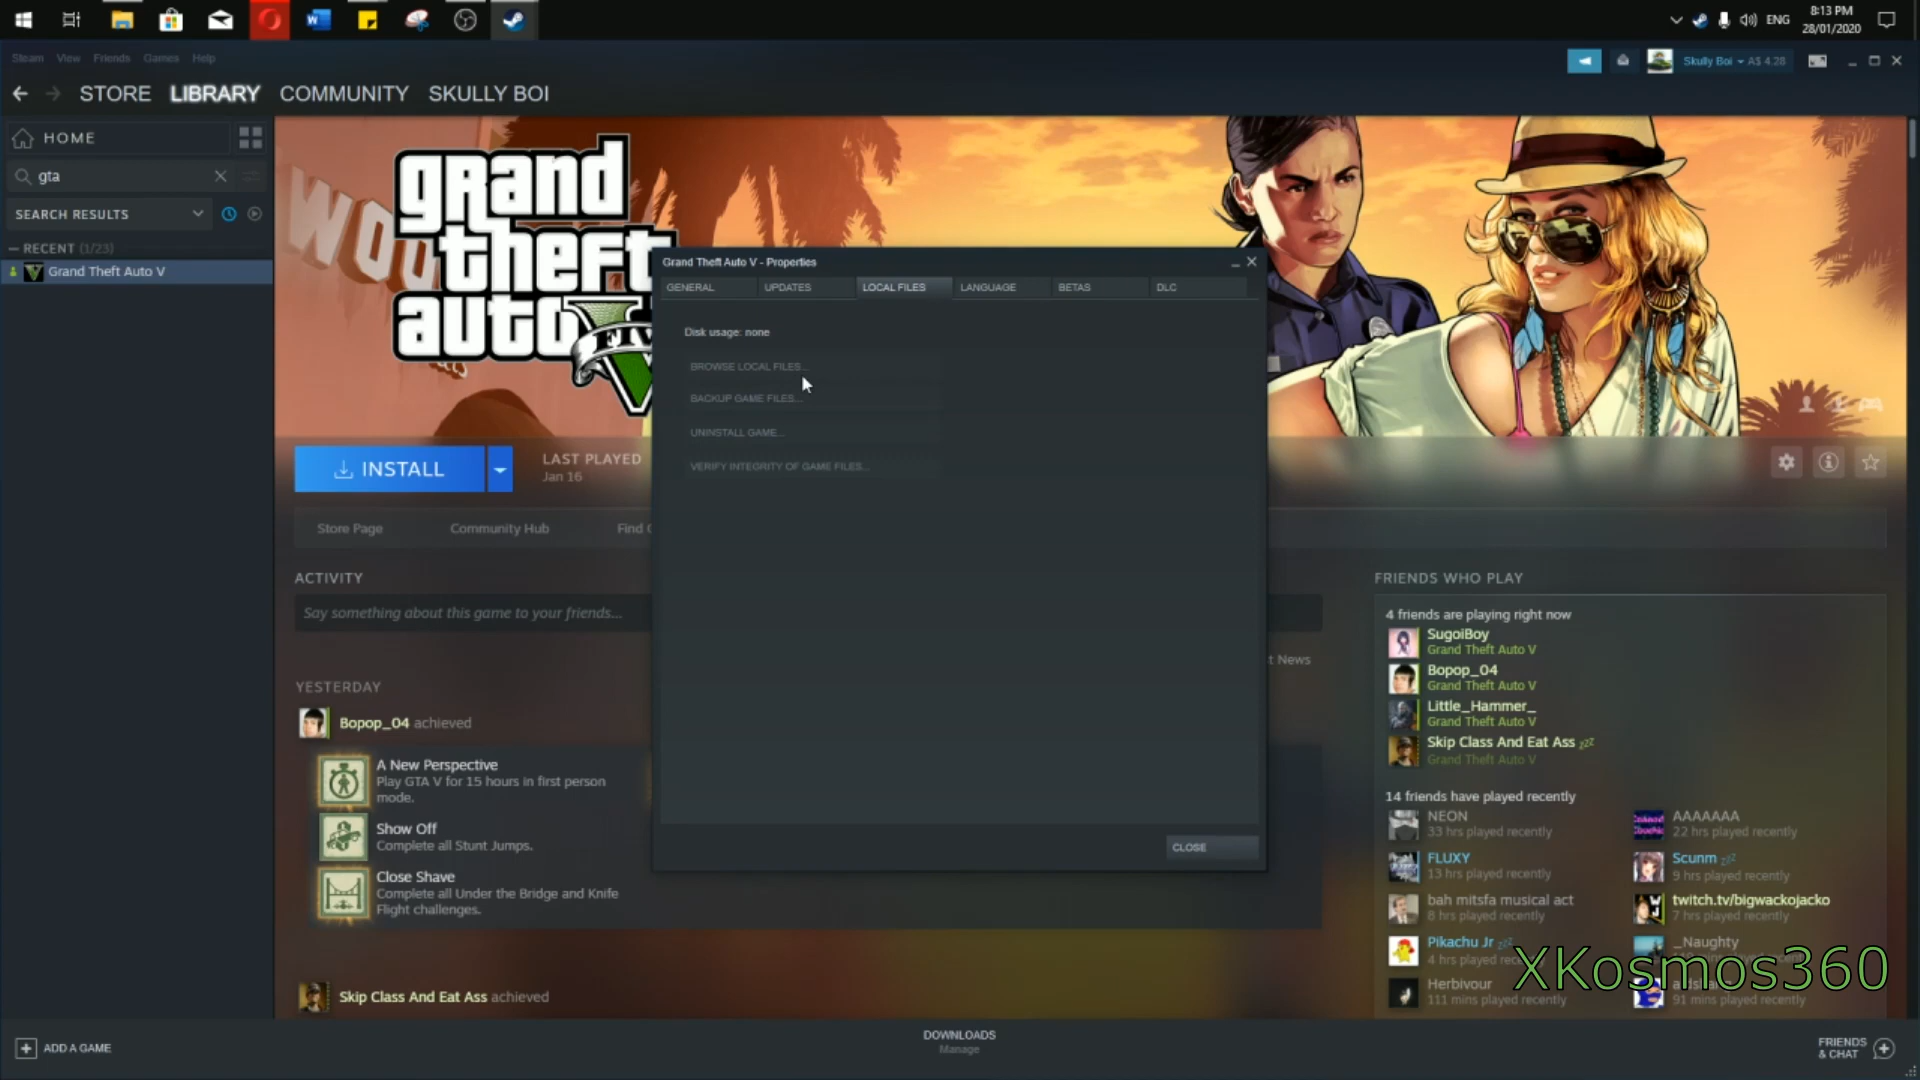 ENG
8:13 PM
28/01/2020
Steam View Friends Games Help
Skully Boi
A$ 4.28
STORE LIBRARY COMMUNITY SKULLY BOI
HOME
gta
SEARCH RESULTS
RECENT (1/23)
Grand Theft Auto V
grand
theft
auto
FIV
Grand Theft Auto V - Properties
GENERAL UPDATES LOCAL FILES LANGUAGE BETAS DLC
Disk usage: none
BROWSE LOCAL FILES...
BACKUP GAME FILES...
UNINSTALL GAME...
VERIFY INTEGRITY OF GAME FILES...
CLOSE
INSTALL
LAST PLAYED
Jan 16
Store Page
Community Hub
Find
ACTIVITY
Say something about this game to your friends...
t News
YESTERDAY
Bopop_04 achieved
A New Perspective
Play GTA V for 15 hours in first person
mode.
Show Off
Complete all Stunt Jumps.
Close Shave
Complete all Under the Bridge and Knife
Flight challenges.
Skip Class And Eat Ass achieved
FRIENDS WHO PLAY
4 friends are playing right now
SugoiBoy
Grand Theft Auto V
Bopop_04
Grand Theft Auto V
Little_Hammer_
Grand Theft Auto V
Skip Class And Eat Ass zzz
Grand Theft Auto V
14 friends have played recently
NEON
33 hrs played recently
AAAAAAA
22 hrs played recently
FLUXY
13 hrs played recently
Scunm zzz
9 hrs played recently
bah mitsfa musical act
8 hrs played recently
twitch.tv/bigwackojacko
7 hrs played recently
Pikachu Jr zzz
4 hrs played recently
_Naughty
Herbivour
111 mins played recently
91 mins played recently
XKosmos360
ADD A GAME
DOWNLOADS
Manage
FRIENDS
& CHAT